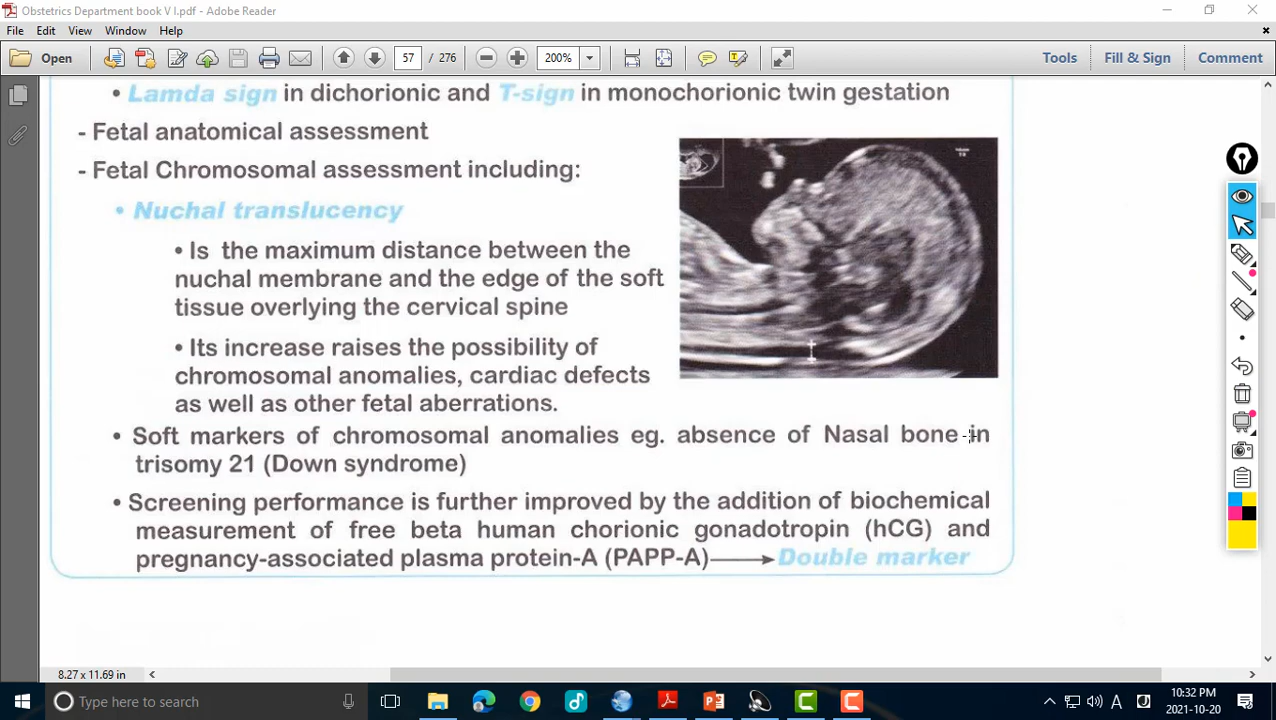 Obstetrics Department book V I.pdf - Adobe Reader
File Edit View Window Help
Open 57 / 276 200% Tools Fill & Sign Comment
• Lamda sign in dichorionic and T-sign in monochorionic twin gestation
- Fetal anatomical assessment
- Fetal Chromosomal assessment including:
• Nuchal translucency
• Is the maximum distance between the
nuchal membrane and the edge of the soft
tissue overlying the cervical spine
• Its increase raises the possibility of
chromosomal anomalies, cardiac defects
as well as other fetal aberrations.
• Soft markers of chromosomal anomalies eg. absence of Nasal bone in
trisomy 21 (Down syndrome)
• Screening performance is further improved by the addition of biochemical
measurement of free beta human chorionic gonadotropin (hCG) and
pregnancy-associated plasma protein-A (PAPP-A) Double marker
8.27 x 11.69 in
Type here to search
A
10:32 PM
2021-10-20